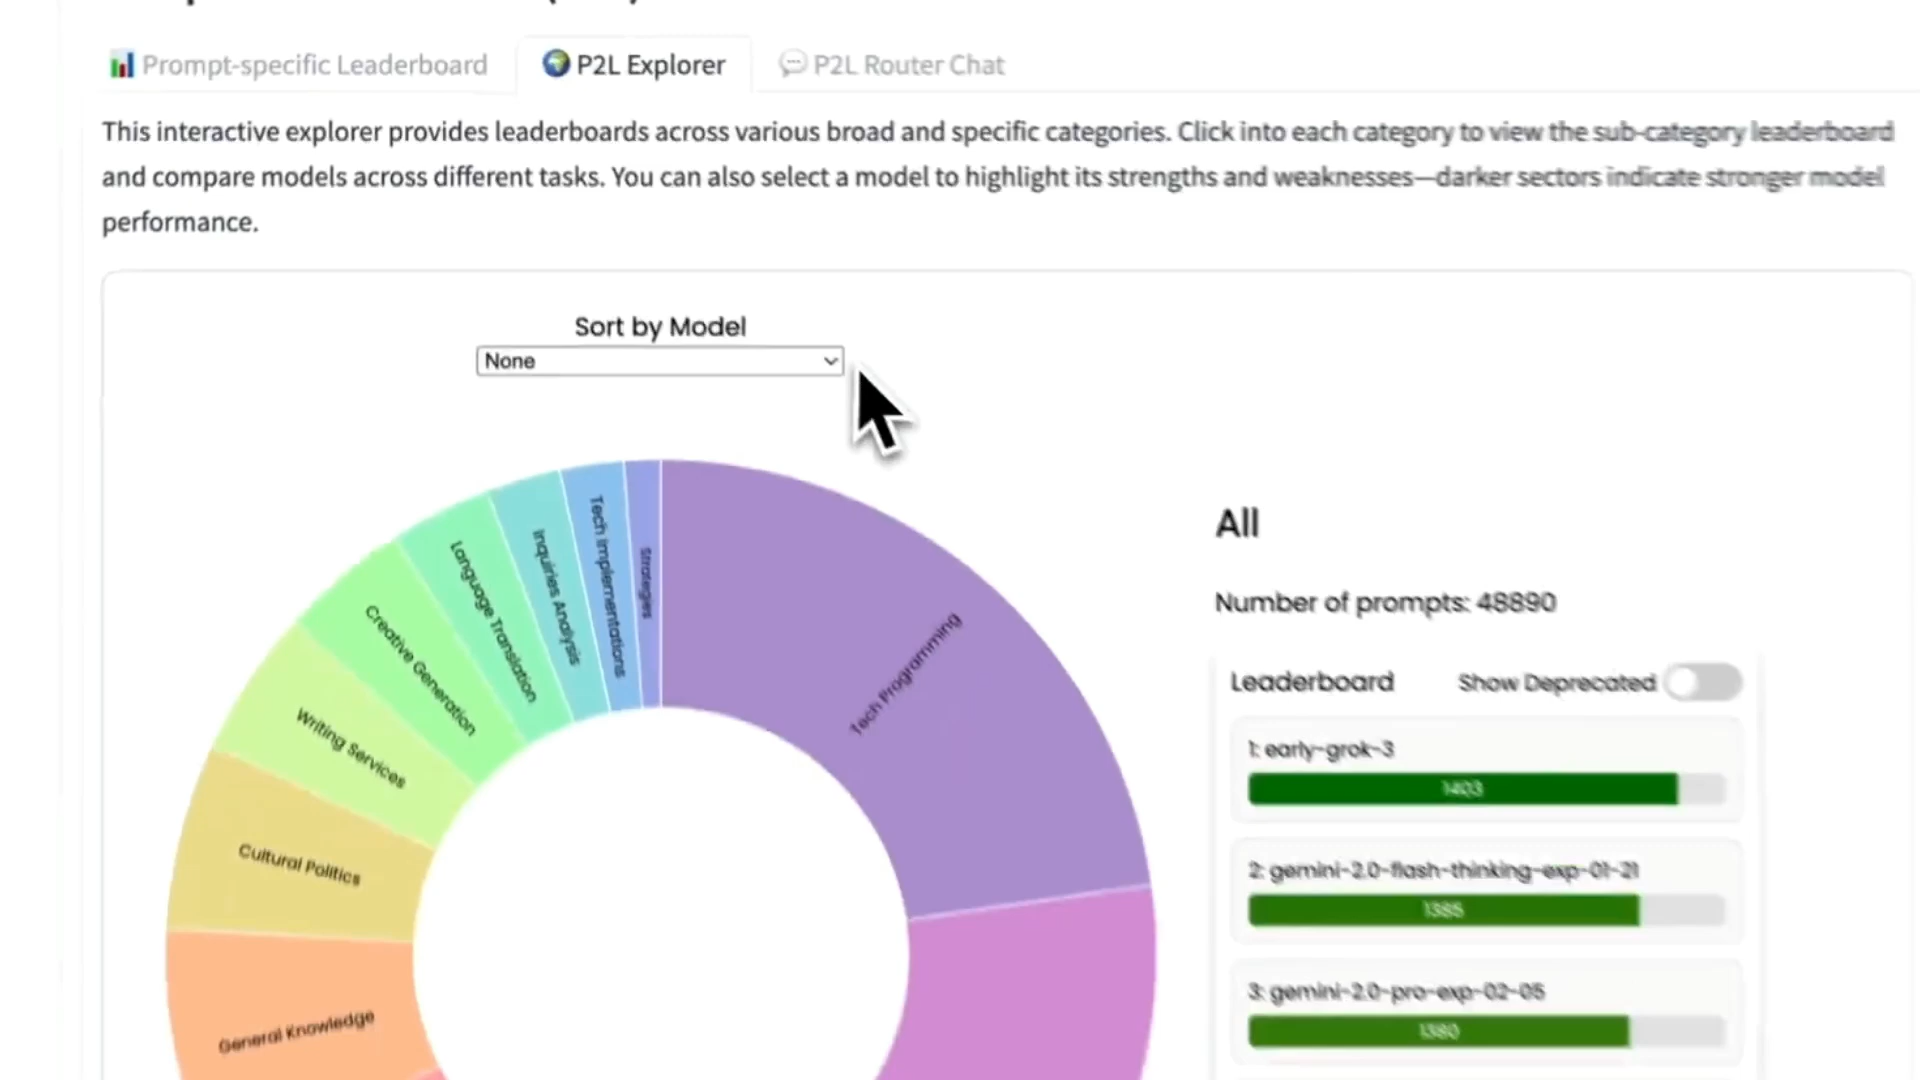 Prompt-specific Leaderboard
P2L Explorer
P2L Router Chat
This interactive explorer provides leaderboards across various broad and specific categories. Click into each category to view the sub-category leaderboard
and compare models across different tasks. You can also select a model to highlight its strengths and weaknesses—darker sectors indicate stronger model
performance.
Sort by Model
None
Strategies
Tech Implementations
Inquiries Analysis
Language Translation
Creative Generation
Writing Services
Cultural Politics
General Knowledge
Tech Programming
All
Number of prompts: 48890
Leaderboard
Show Deprecated
1: early-grok-3
1403
2: gemini-2.0-flash-thinking-exp-01-21
1385
3: gemini-2.0-pro-exp-02-05
1380